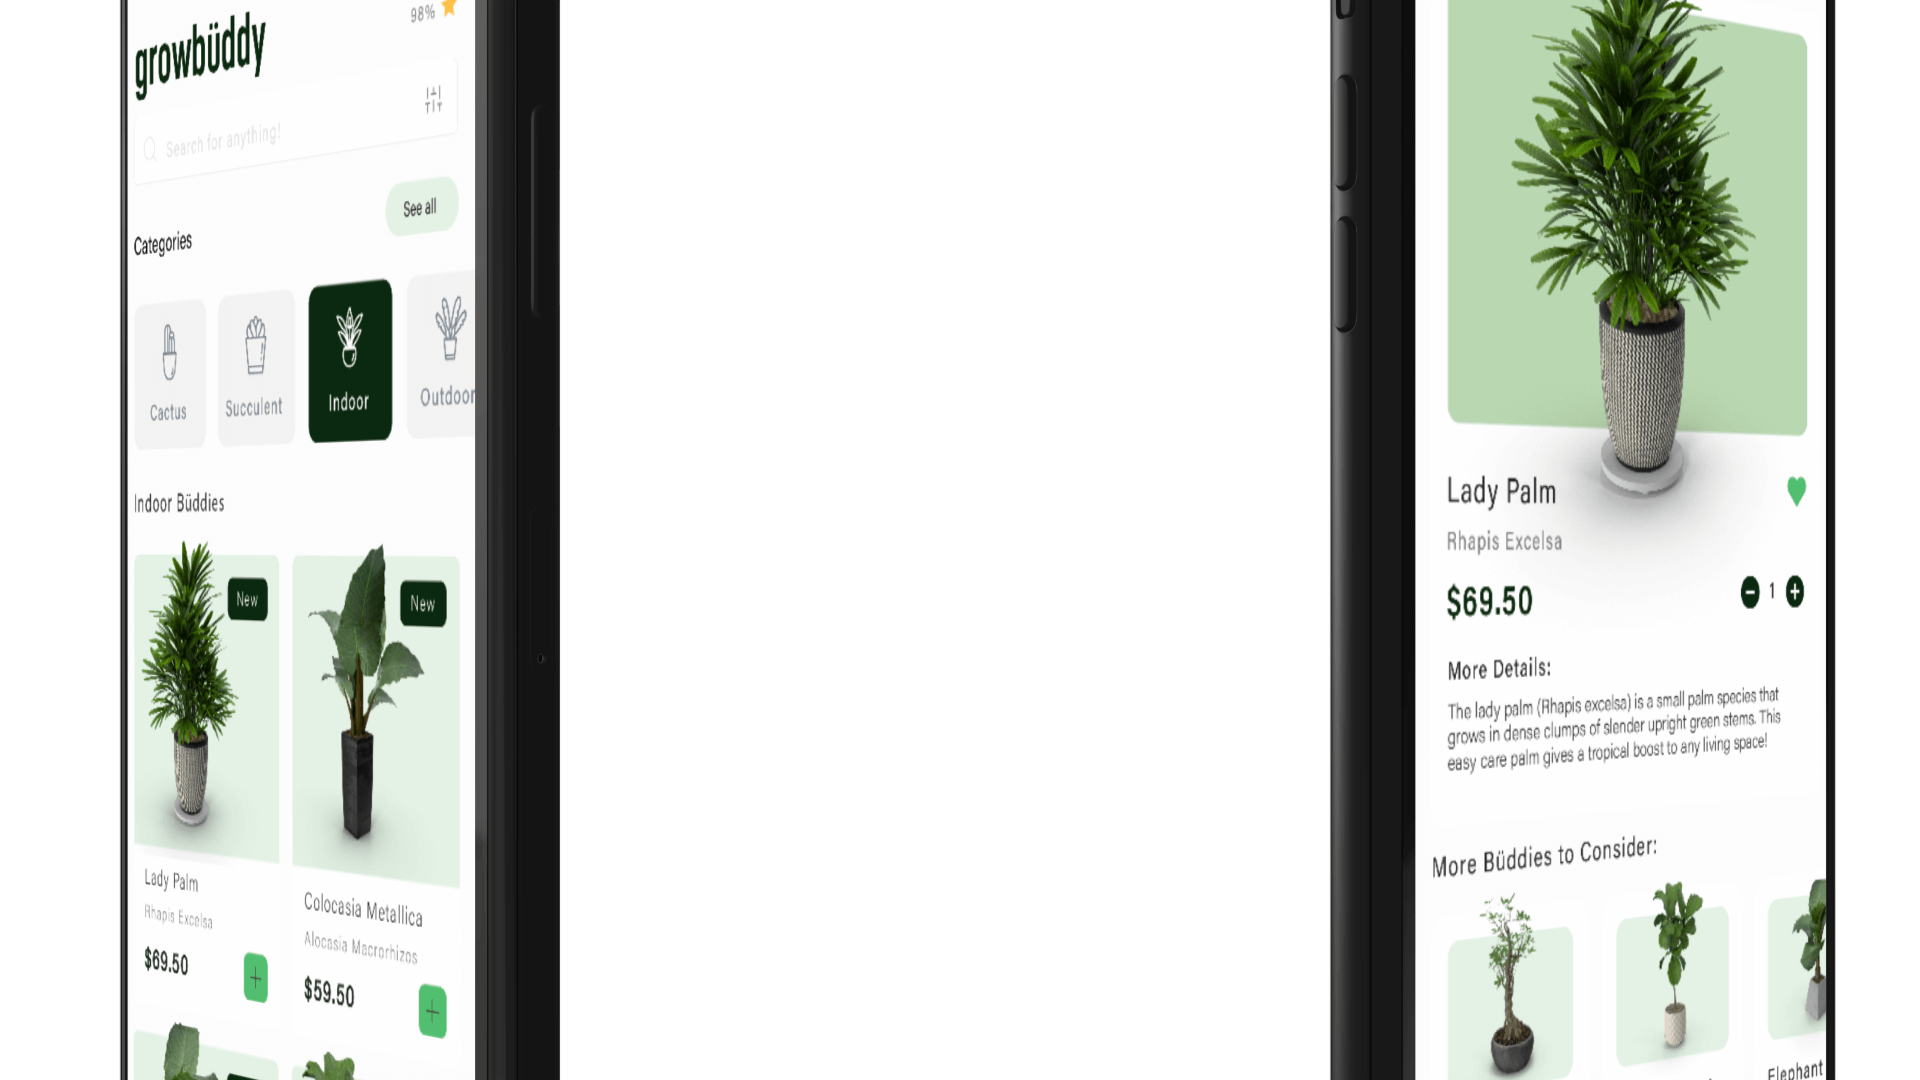 98%
growbüddy
Search for anything!
See all
Categories
Cactus
Succulent
Indoor
Outdoor
Indoor Büddies
New
New
Lady Palm
Rhapis Excelsa
$69.50
Colocasia Metallica
Alocasia Macrorhizos
$59.50
Lady Palm
Rhapis Excelsa
$69.50
1
More Details:
The lady palm (Rhapis excelsa) is a small palm species that
grows in dense clumps of slender upright green stems. This
easy care palm gives a tropical boost to any living space!
More Büddies to Consider:
Elephant